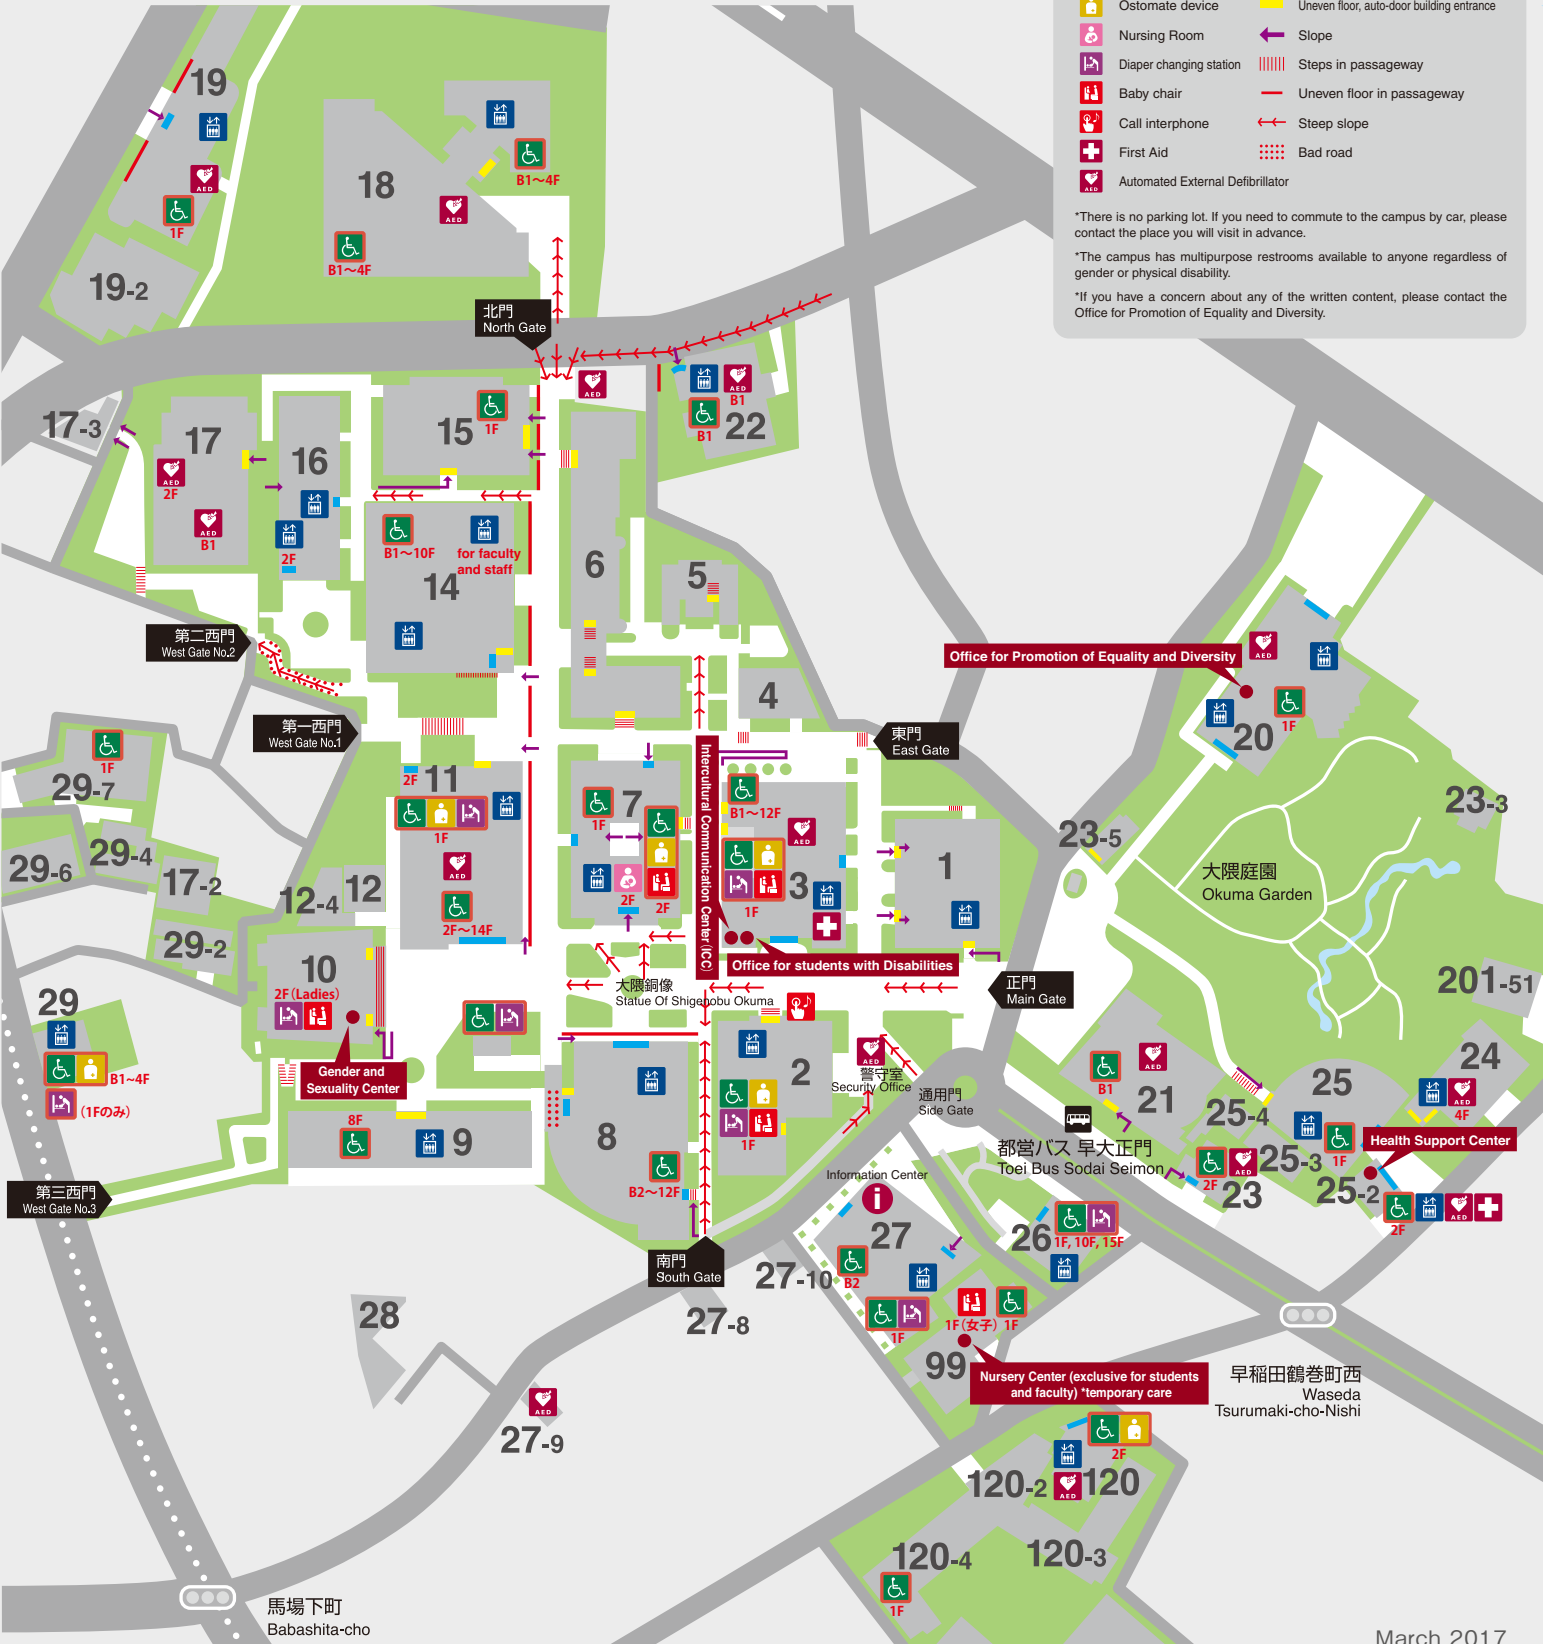 Ostomate device
Uneven floor, auto-door building entrance
Nursing Room
Slope
Diaper changing station
Steps in passageway
Baby chair
Uneven floor in passageway
Call interphone
Steep slope
First Aid
Bad road
AED
Automated External Defibrillator
*There is no parking lot. If you need to commute to the campus by car, please
contact the place you will visit in advance.
*The campus has multipurpose restrooms available to anyone regardless of
gender or physical disability.
*If you have a concern about any of the written content, please contact the
Office for Promotion of Equality and Diversity.
19
AED
1F
19-2
18
B1〜4F
AED
B1〜4F
北門
North Gate
AED
AED
B1
B1
22
17-3
17
AED
2F
AED
B1
16
2F
15
1F
B1〜10F
for faculty
and staff
14
6
5
4
第二西門
West Gate No.2
第一西門
West Gate No.1
東門
East Gate
Office for Promotion of Equality and Diversity
AED
1F
20
1F
29-7
29-6
29-4
17-2
29-2
12-4
12
2F
11
1F
AED
2F〜14F
7
1F
2F
2F
Intercultural Communication Center (ICC)
B1〜12F
AED
1F
3
Office for students with Disabilities
1
23-5
23-3
大隈庭園
Okuma Garden
201-51
正門
Main Gate
大隈銅像
Statue Of Shigenobu Okuma
10
2F(Ladies)
Gender and
Sexuality Center
29
B1~4F
(1Fのみ)
8F
9
8
B2〜12F
2
1F
AED
警守室
Security Office
通用門
Side Gate
第三西門
West Gate No.3
南門
South Gate
B1
AED
21
都営バス 早大正門
Toei Bus Sodai Seimon
25
25-4
25-3
25-2
1F
24
AED
4F
Health Support Center
2F
AED
2F
AED
23
Information Center
i
27
B2
1F
27-10
27-8
26
1F, 10F, 15F
1F(女子)
1F
99
Nursery Center (exclusive for students
and faculty) *temporary care
28
AED
27-9
早稲田鶴巻町西
Waseda
Tsurumaki-cho-Nishi
2F
120-2
AED
120
120-4
120-3
1F
馬場下町
Babashita-cho
March 2017